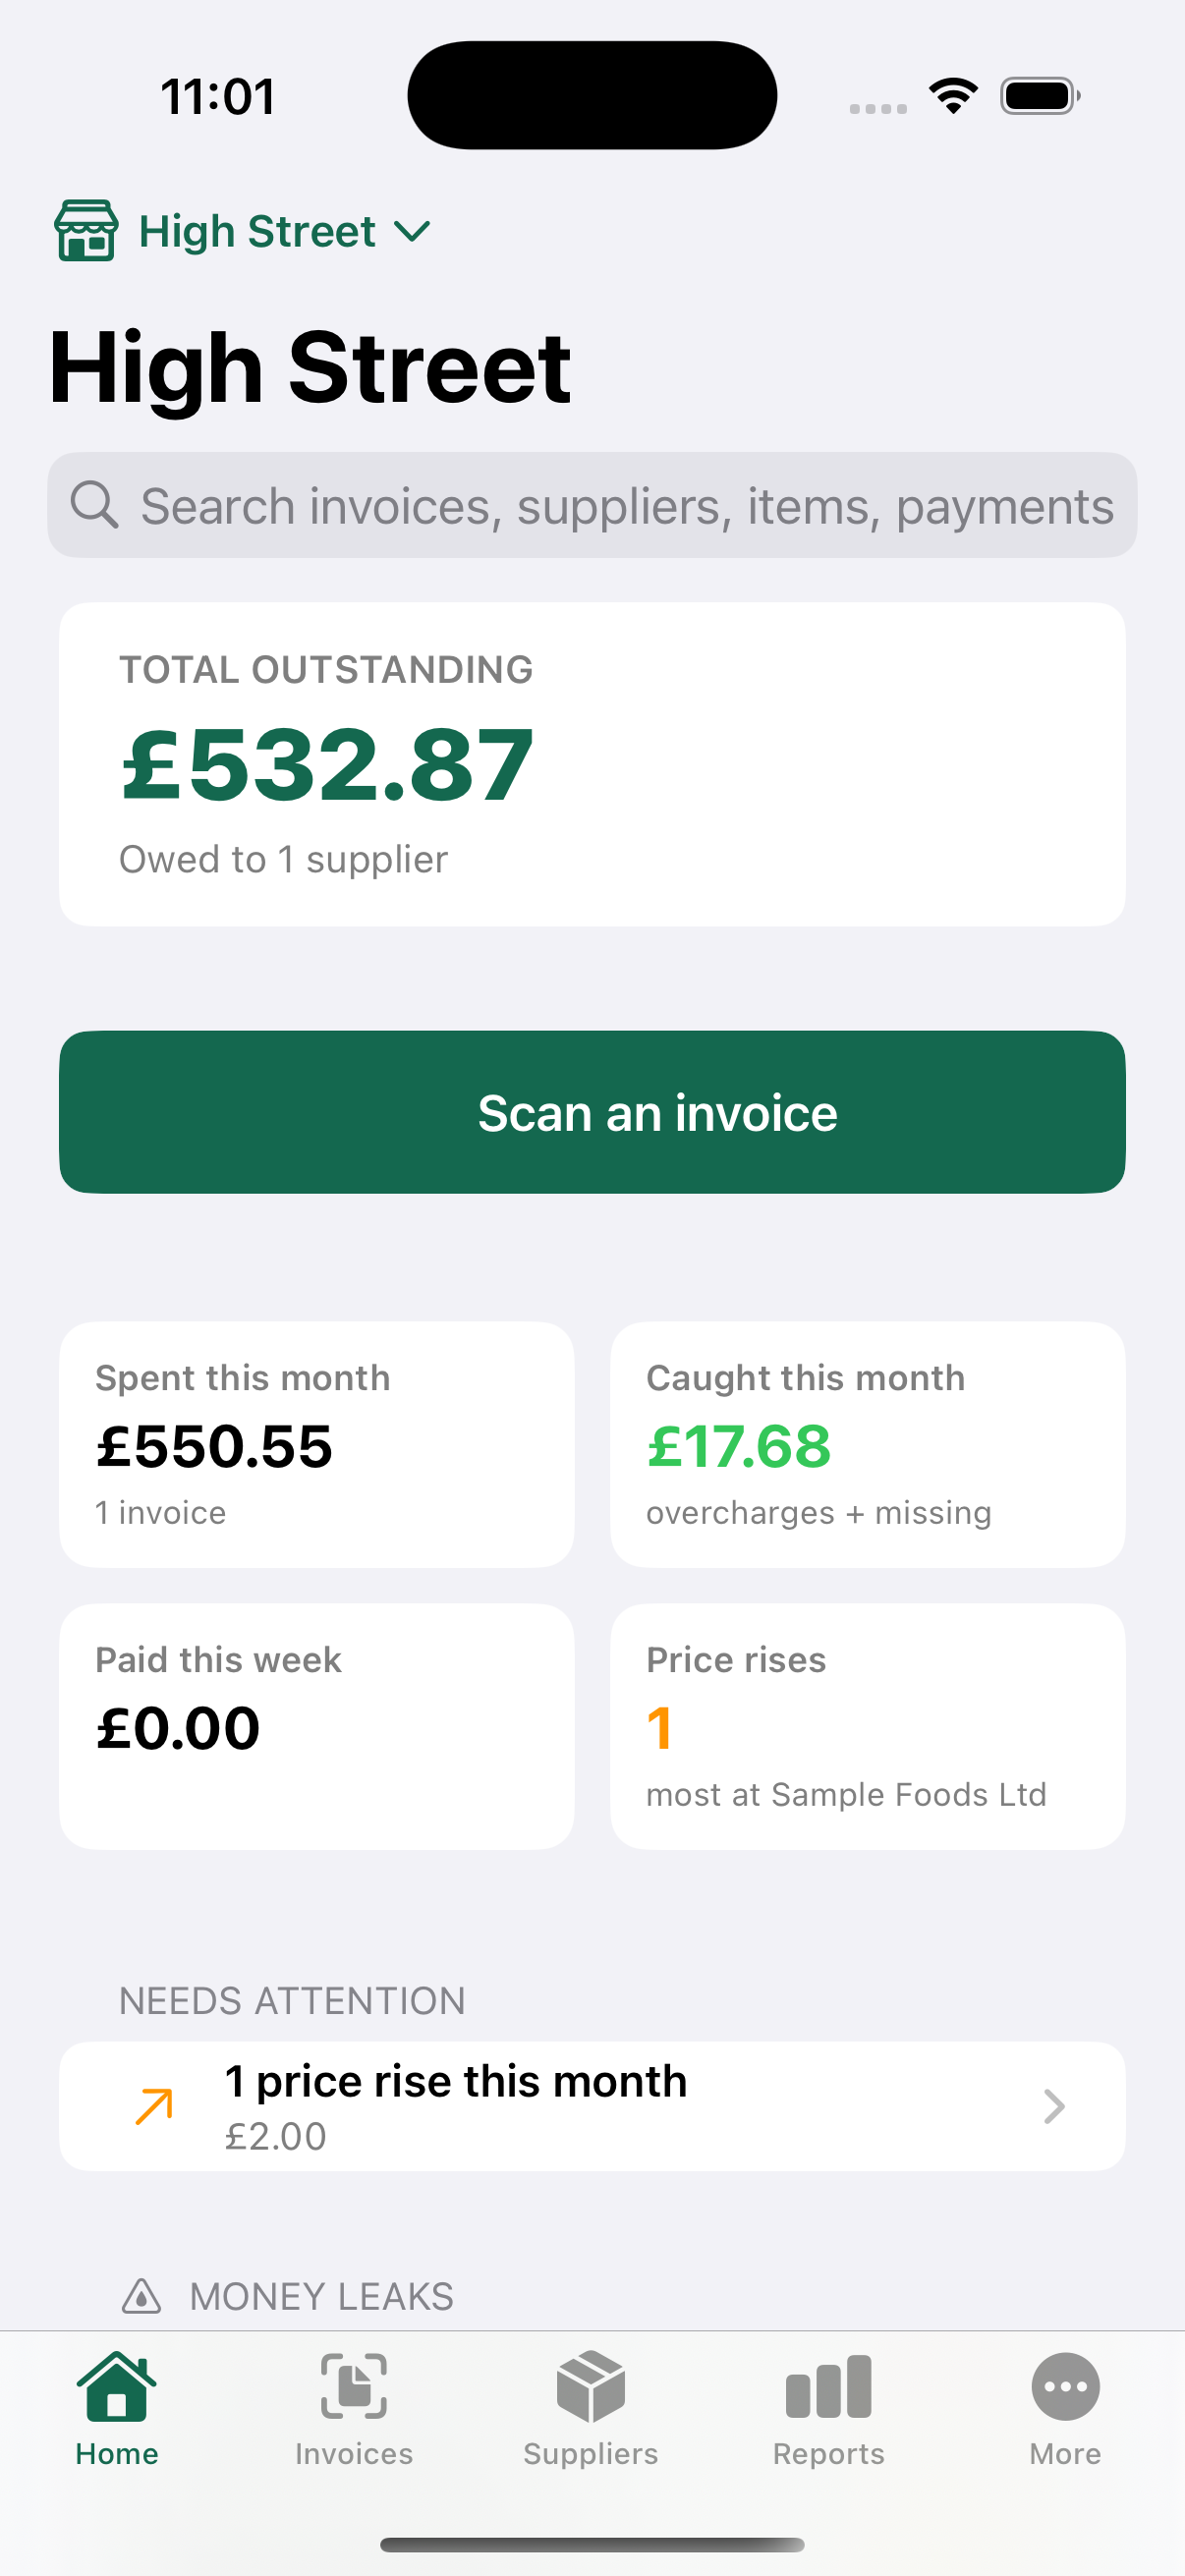 11:01
High Street
High Street
Search invoices, suppliers, items, payments
TOTAL OUTSTANDING
£532.87
Owed to 1 supplier
Scan an invoice
Spent this month
£550.55
1 invoice
Caught this month
£17.68
overcharges + missing
Paid this week
£0.00
Price rises
1
most at Sample Foods Ltd
NEEDS ATTENTION
1 price rise this month
£2.00
MONEY LEAKS
Home
Invoices
Suppliers
Reports
More